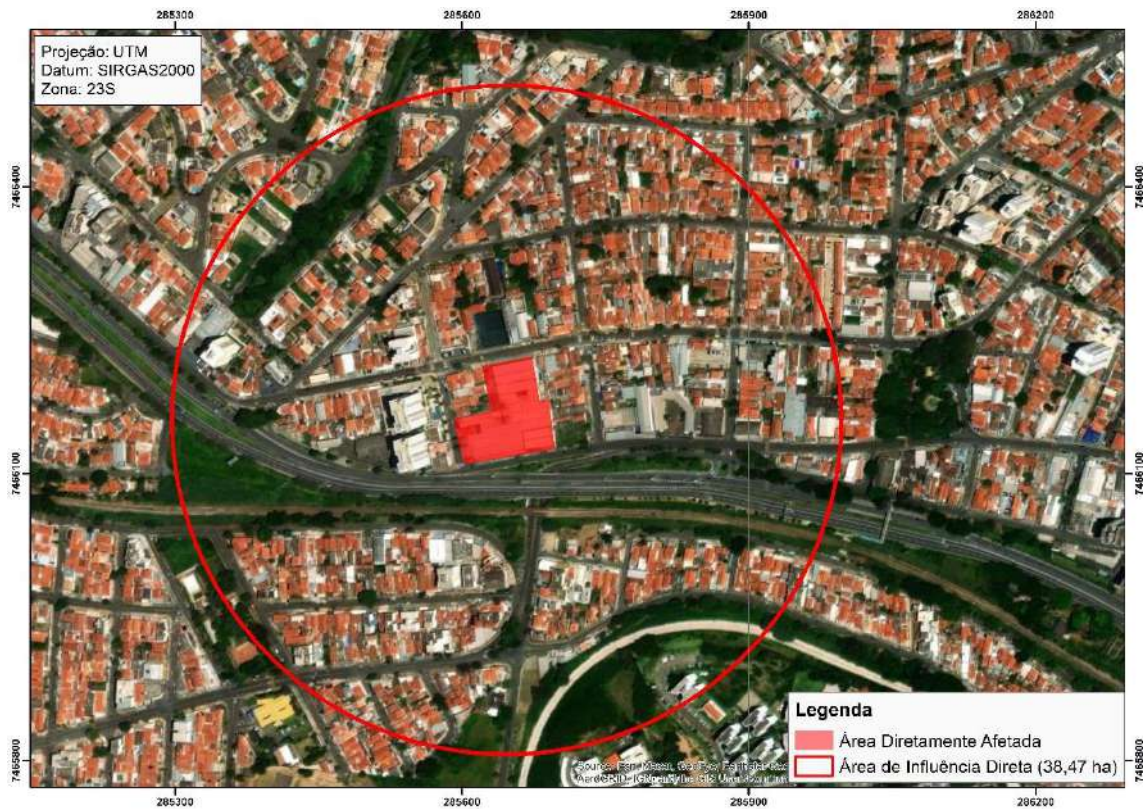 285300 285600 285900 286200
Projeção: UTM
Datum: SIRGAS2000
Zona: 23S
7466400 7466400
7466100 7466100
Legenda
Área Diretamente Afetada
Área de Influência Direta (38,47 ha)
7465800 7465800
285300 285600 285900 286200